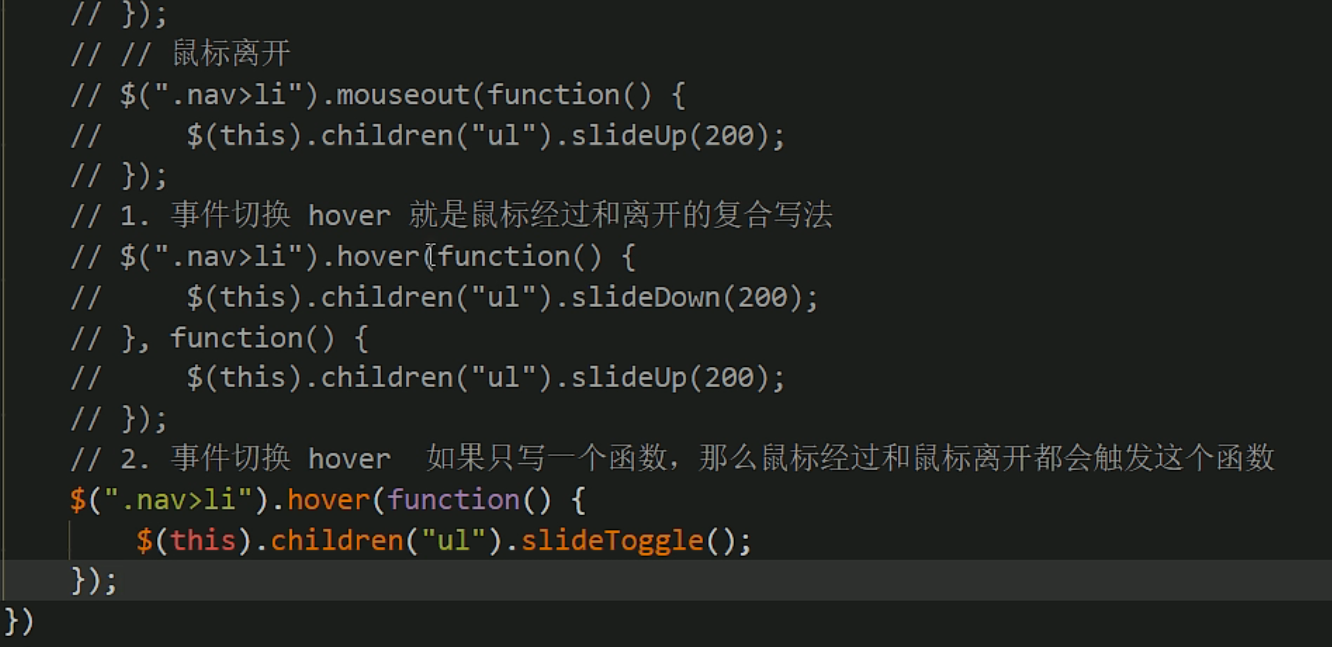 // });
// // 鼠标离开
// $(".nav>li").mouseout(function() {
//     $(this).children("ul").slideUp(200);
// });
// 1. 事件切换 hover 就是鼠标经过和离开的复合写法
// $(".nav>li").hover(function() {
//     $(this).children("ul").slideDown(200);
// }, function() {
//     $(this).children("ul").slideUp(200);
// });
// 2. 事件切换 hover  如果只写一个函数，那么鼠标经过和鼠标离开都会触发这个函数
$(".nav>li").hover(function() {
    $(this).children("ul").slideToggle();
});
})